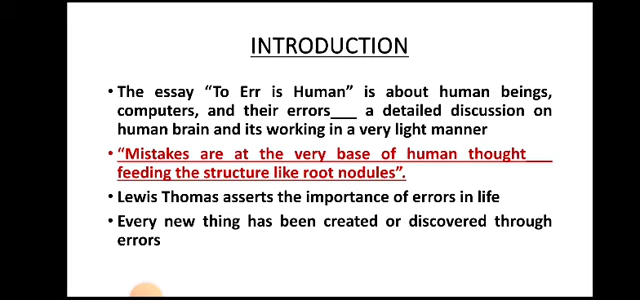 INTRODUCTION
• The essay “To Err is Human” is about human beings,
computers, and their errors___ a detailed discussion on
human brain and its working in a very light manner
• “Mistakes are at the very base of human thought___
feeding the structure like root nodules”.
• Lewis Thomas asserts the importance of errors in life
• Every new thing has been created or discovered through
errors